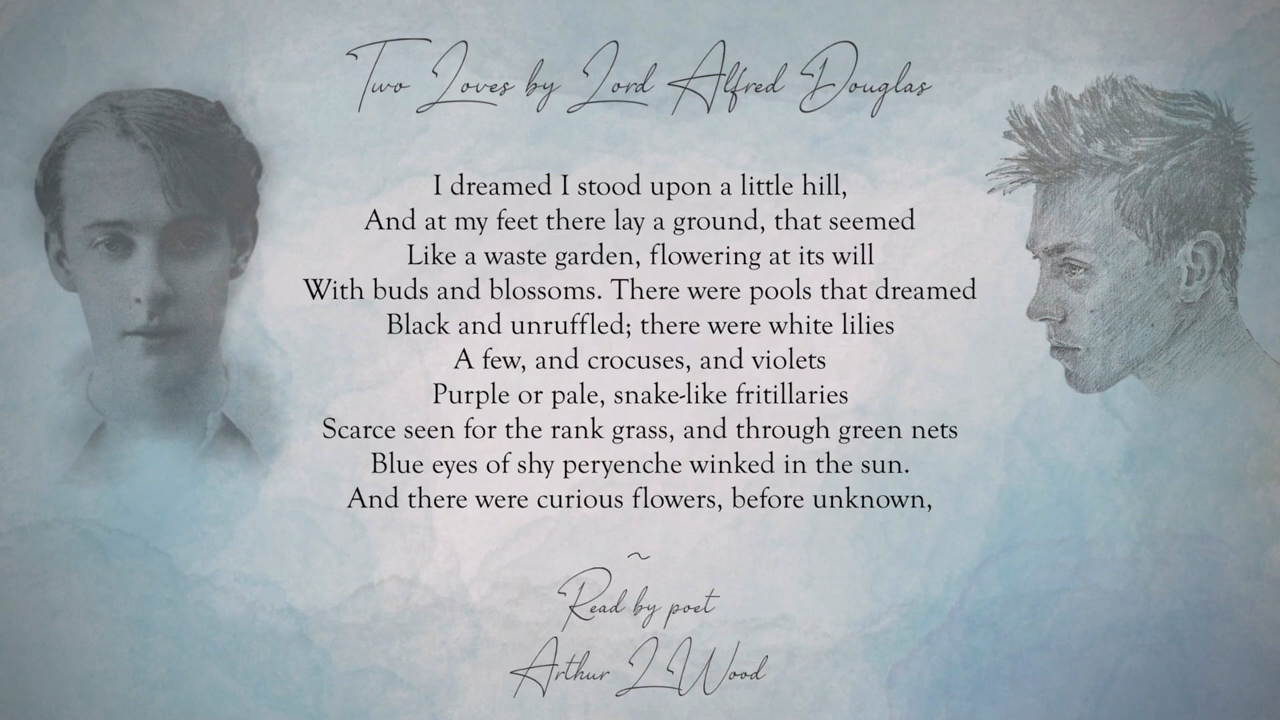 Two Loves by Lord Alfred Douglas
I dreamed I stood upon a little hill,
And at my feet there lay a ground, that seemed
Like a waste garden, flowering at its will
With buds and blossoms. There were pools that dreamed
Black and unruffled; there were white lilies
A few, and crocuses, and violets
Purple or pale, snake-like fritillaries
Scarce seen for the rank grass, and through green nets
Blue eyes of shy peryenche winked in the sun.
And there were curious flowers, before unknown,
~
Read by poet
Arthur L Wood